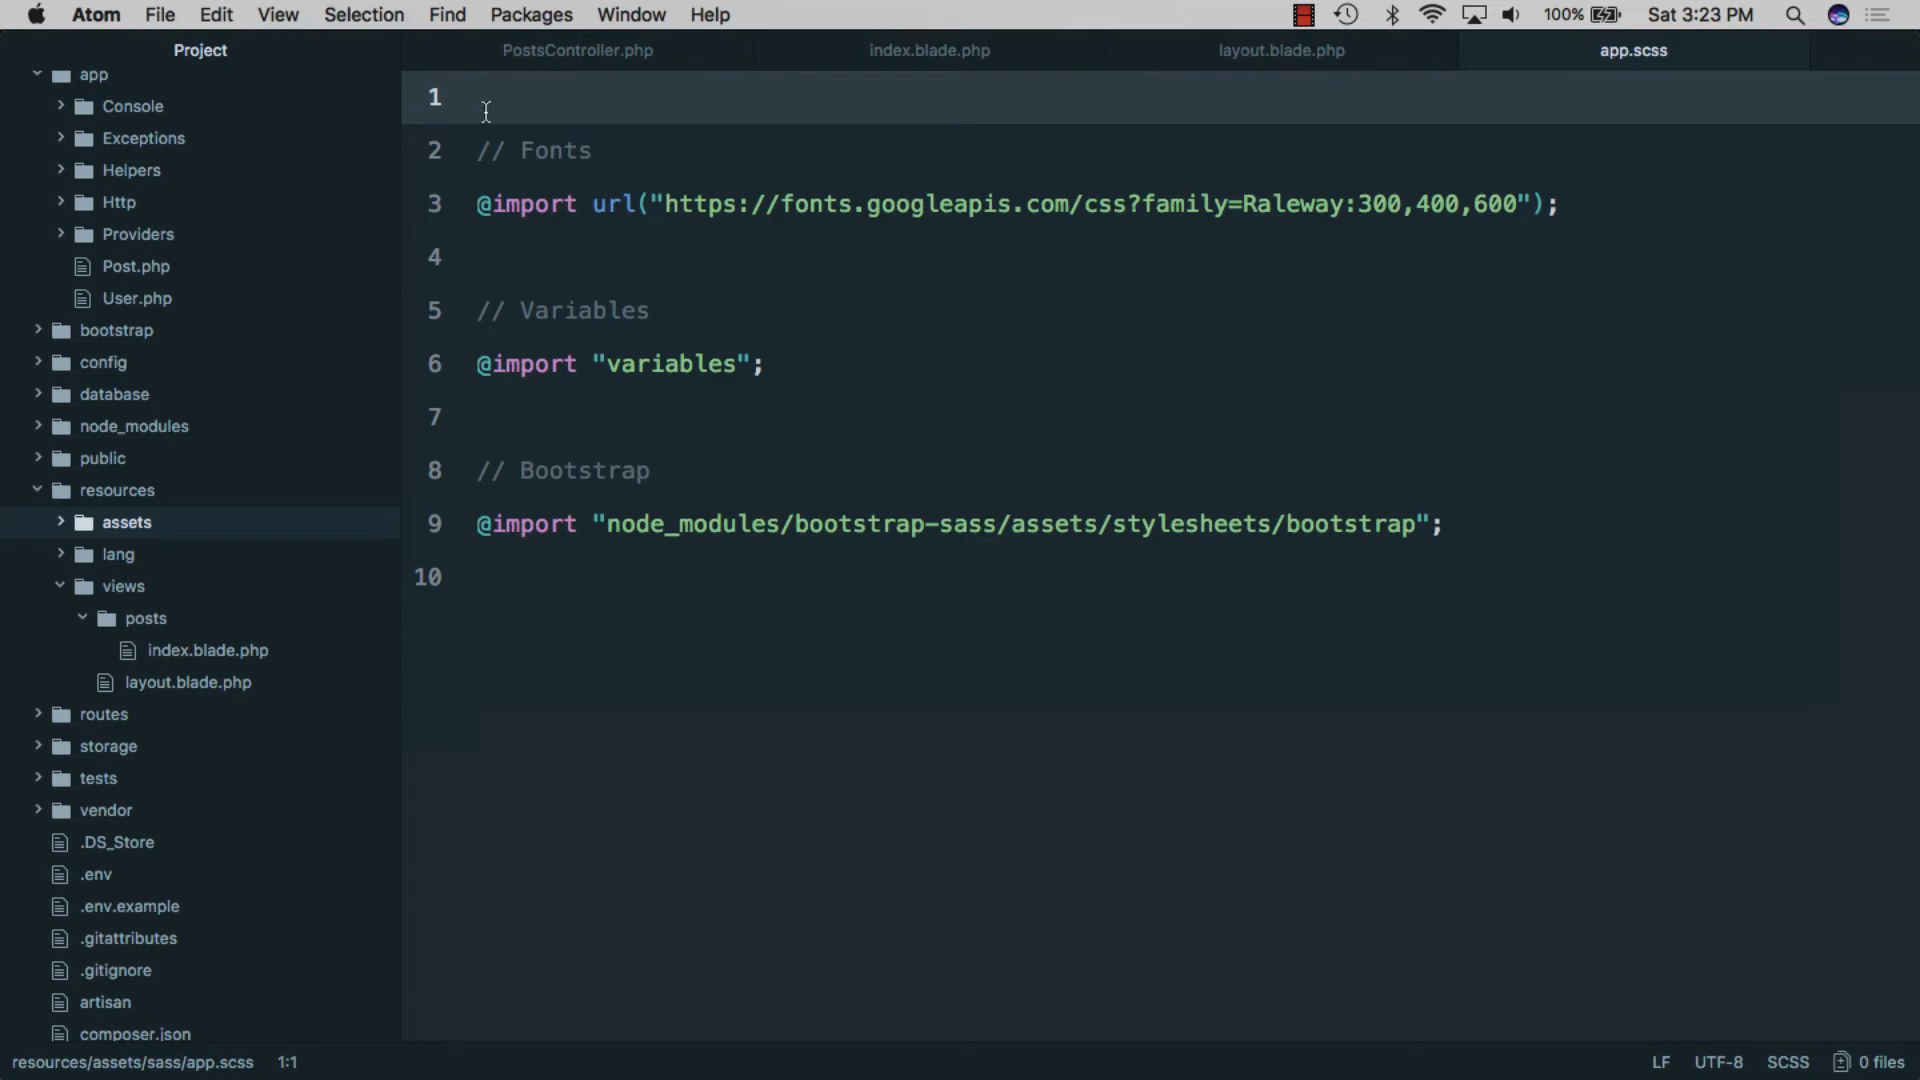 Atom File Edit View Selection Find Packages Window Help 100% Sat 3:23 PM
Project
PostsController.php index.blade.php layout.blade.php app.scss
app
Console
Exceptions
Helpers
Http
Providers
Post.php
User.php
bootstrap
config
database
node_modules
public
resources
assets
lang
views
posts
index.blade.php
layout.blade.php
routes
storage
tests
vendor
.DS_Store
.env
.env.example
.gitattributes
.gitignore
artisan
composer.json
1
2 // Fonts
3 @import url("https://fonts.googleapis.com/css?family=Raleway:300,400,600");
4
5 // Variables
6 @import "variables";
7
8 // Bootstrap
9 @import "node_modules/bootstrap-sass/assets/stylesheets/bootstrap";
10
resources/assets/sass/app.scss 1:1 LF UTF-8 SCSS 0 files